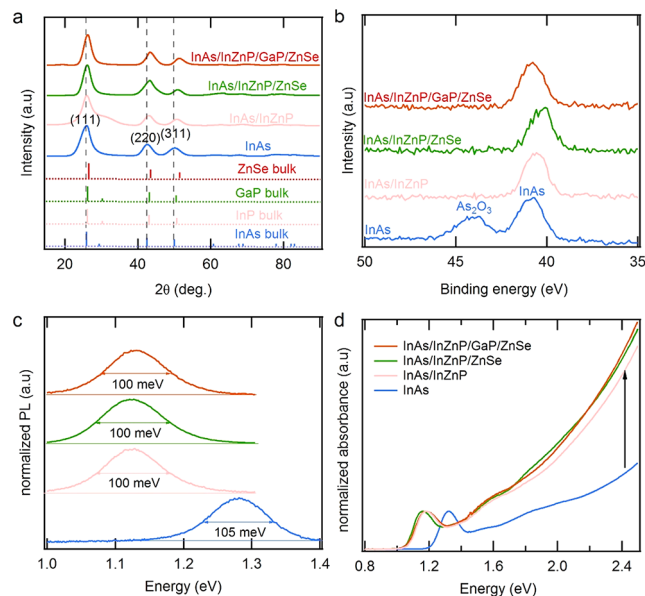 a
Intensity (a.u)
InAs/InZnP/GaP/ZnSe
InAs/InZnP/ZnSe
InAs/InZnP
(111)
(220)
(311)
InAs
ZnSe bulk
GaP bulk
InP bulk
InAs bulk
20 40 60 80
2θ (deg.)
b
Intensity (a.u)
InAs/InZnP/GaP/ZnSe
InAs/InZnP/ZnSe
InAs/InZnP
As₂O₃
InAs
InAs
50 45 40 35
Binding energy (eV)
c
normalized PL (a.u)
100 meV
100 meV
100 meV
105 meV
1.0 1.1 1.2 1.3 1.4
Energy (eV)
d
normalized absorbance (a.u)
InAs/InZnP/GaP/ZnSe
InAs/InZnP/ZnSe
InAs/InZnP
InAs
0.8 1.2 1.6 2.0 2.4
Energy (eV)